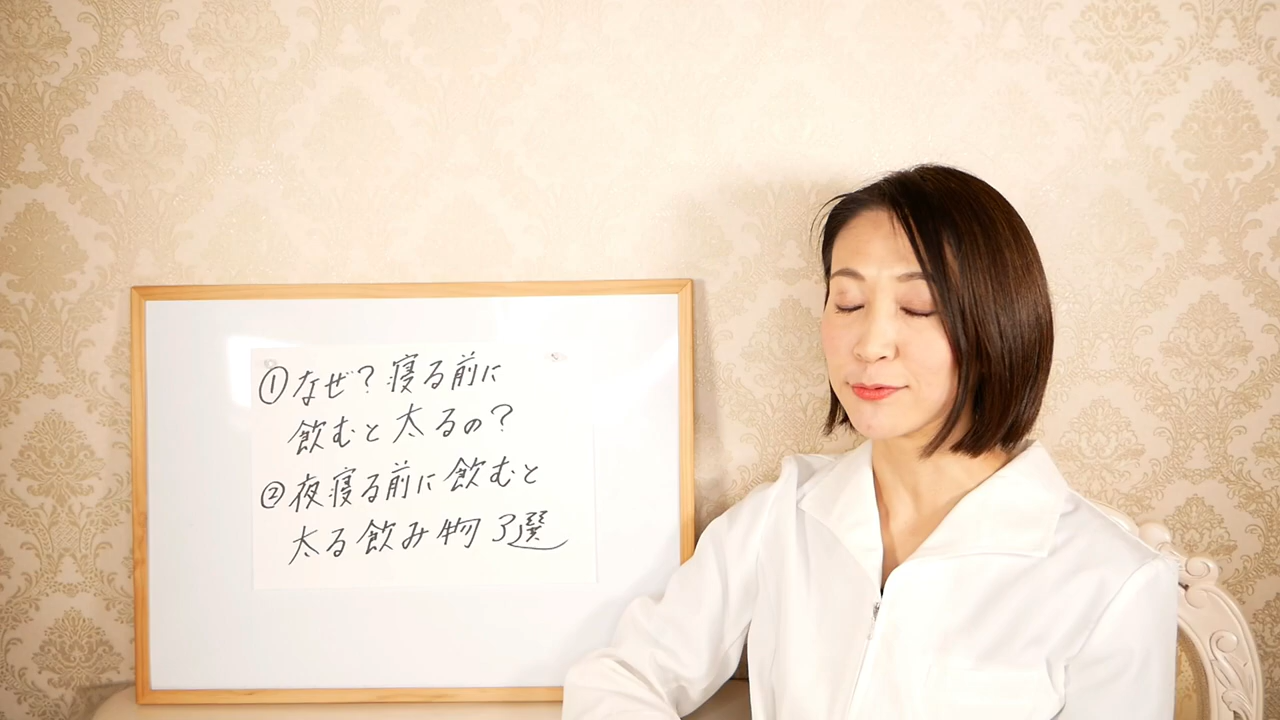 ①なぜ？寝る前に
飲むと太るの？
②夜寝る前に飲むと
太る飲み物3選